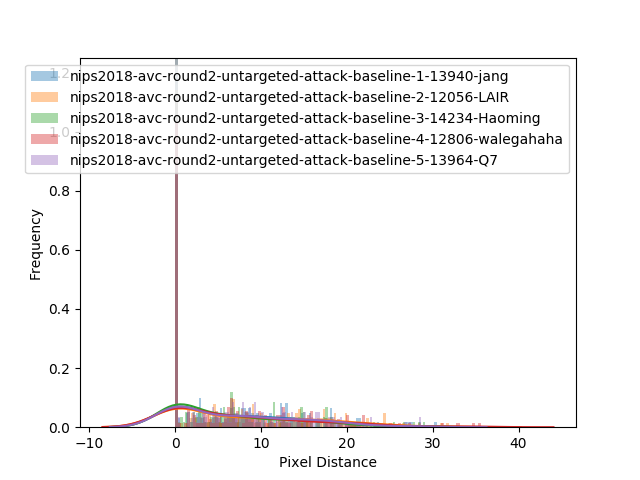 1.2
nips2018-avc-round2-untargeted-attack-baseline-1-13940-jang
nips2018-avc-round2-untargeted-attack-baseline-2-12056-LAIR
nips2018-avc-round2-untargeted-attack-baseline-3-14234-Haoming
1.0
nips2018-avc-round2-untargeted-attack-baseline-4-12806-walegahaha
nips2018-avc-round2-untargeted-attack-baseline-5-13964-Q7
0.8
0.6
0.4
0.2
0.0
Frequency
−10 0 10 20 30 40
Pixel Distance